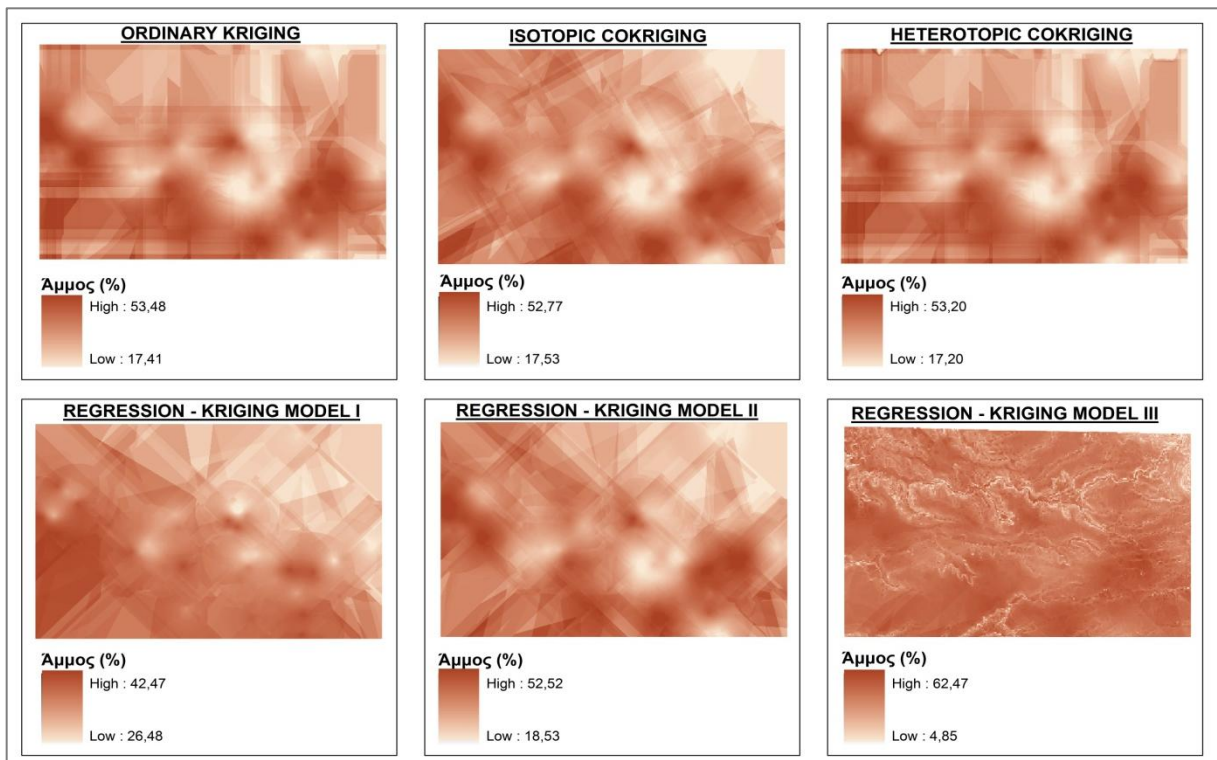 ORDINARY KRIGING
Άμμος (%)
High : 53,48
Low : 17,41
ISOTOPIC COKRIGING
Άμμος (%)
High : 52,77
Low : 17,53
HETEROTOPIC COKRIGING
Άμμος (%)
High : 53,20
Low : 17,20
REGRESSION - KRIGING MODEL I
Άμμος (%)
High : 42,47
Low : 26,48
REGRESSION - KRIGING MODEL II
Άμμος (%)
High : 52,52
Low : 18,53
REGRESSION - KRIGING MODEL III
Άμμος (%)
High : 62,47
Low : 4,85